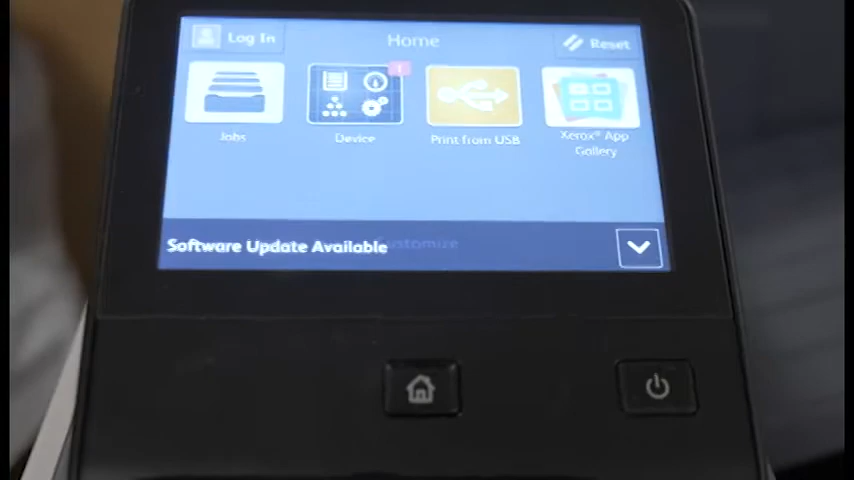 Log In
Home
Reset
1
Jobs
Device
Print from USB
Xerox® App
Gallery
Software Update Available
Customize